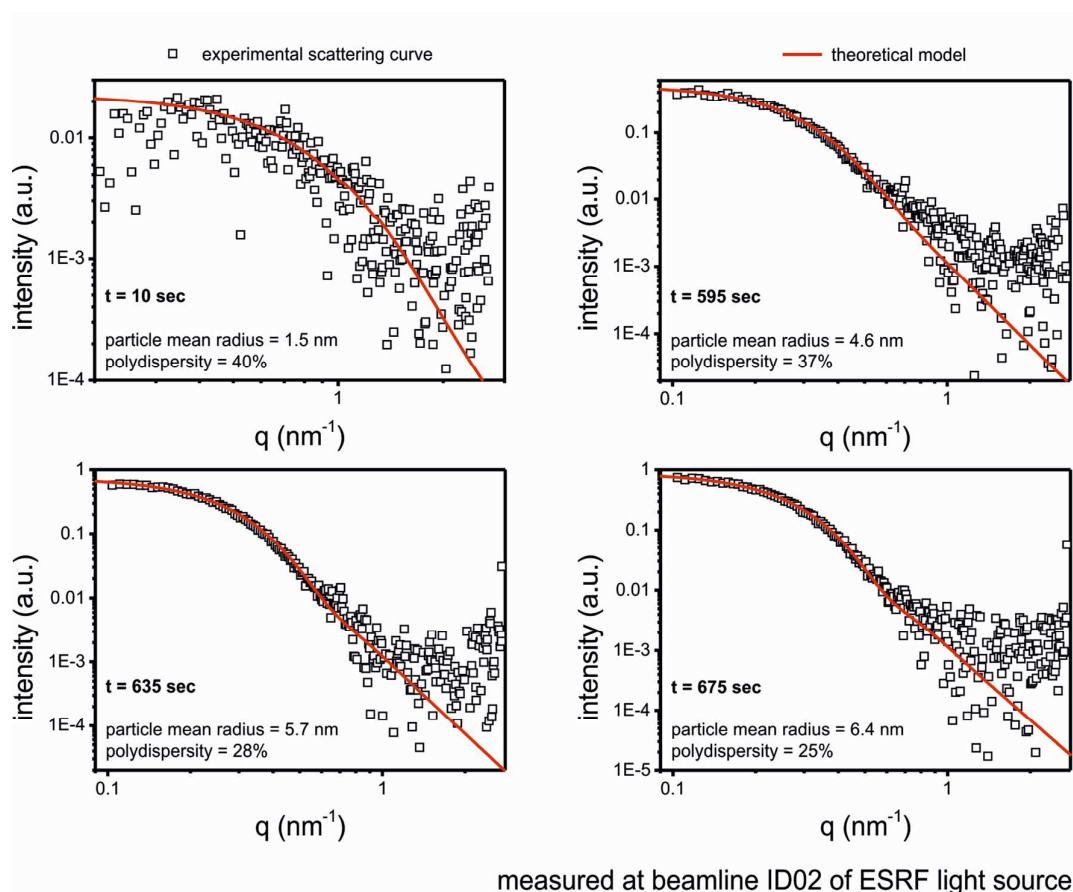 experimental scattering curve
theoretical model
0.01
1E-3
1E-4
intensity (a.u.)
t = 10 sec
particle mean radius = 1.5 nm
polydispersity = 40%
1
q (nm⁻¹)
0.1
0.01
1E-3
1E-4
intensity (a.u.)
t = 595 sec
particle mean radius = 4.6 nm
polydispersity = 37%
0.1
1
q (nm⁻¹)
1
0.1
0.01
1E-3
1E-4
intensity (a.u.)
t = 635 sec
particle mean radius = 5.7 nm
polydispersity = 28%
0.1
1
q (nm⁻¹)
1
0.1
0.01
1E-3
1E-4
1E-5
intensity (a.u.)
t = 675 sec
particle mean radius = 6.4 nm
polydispersity = 25%
0.1
1
q (nm⁻¹)
measured at beamline ID02 of ESRF light source